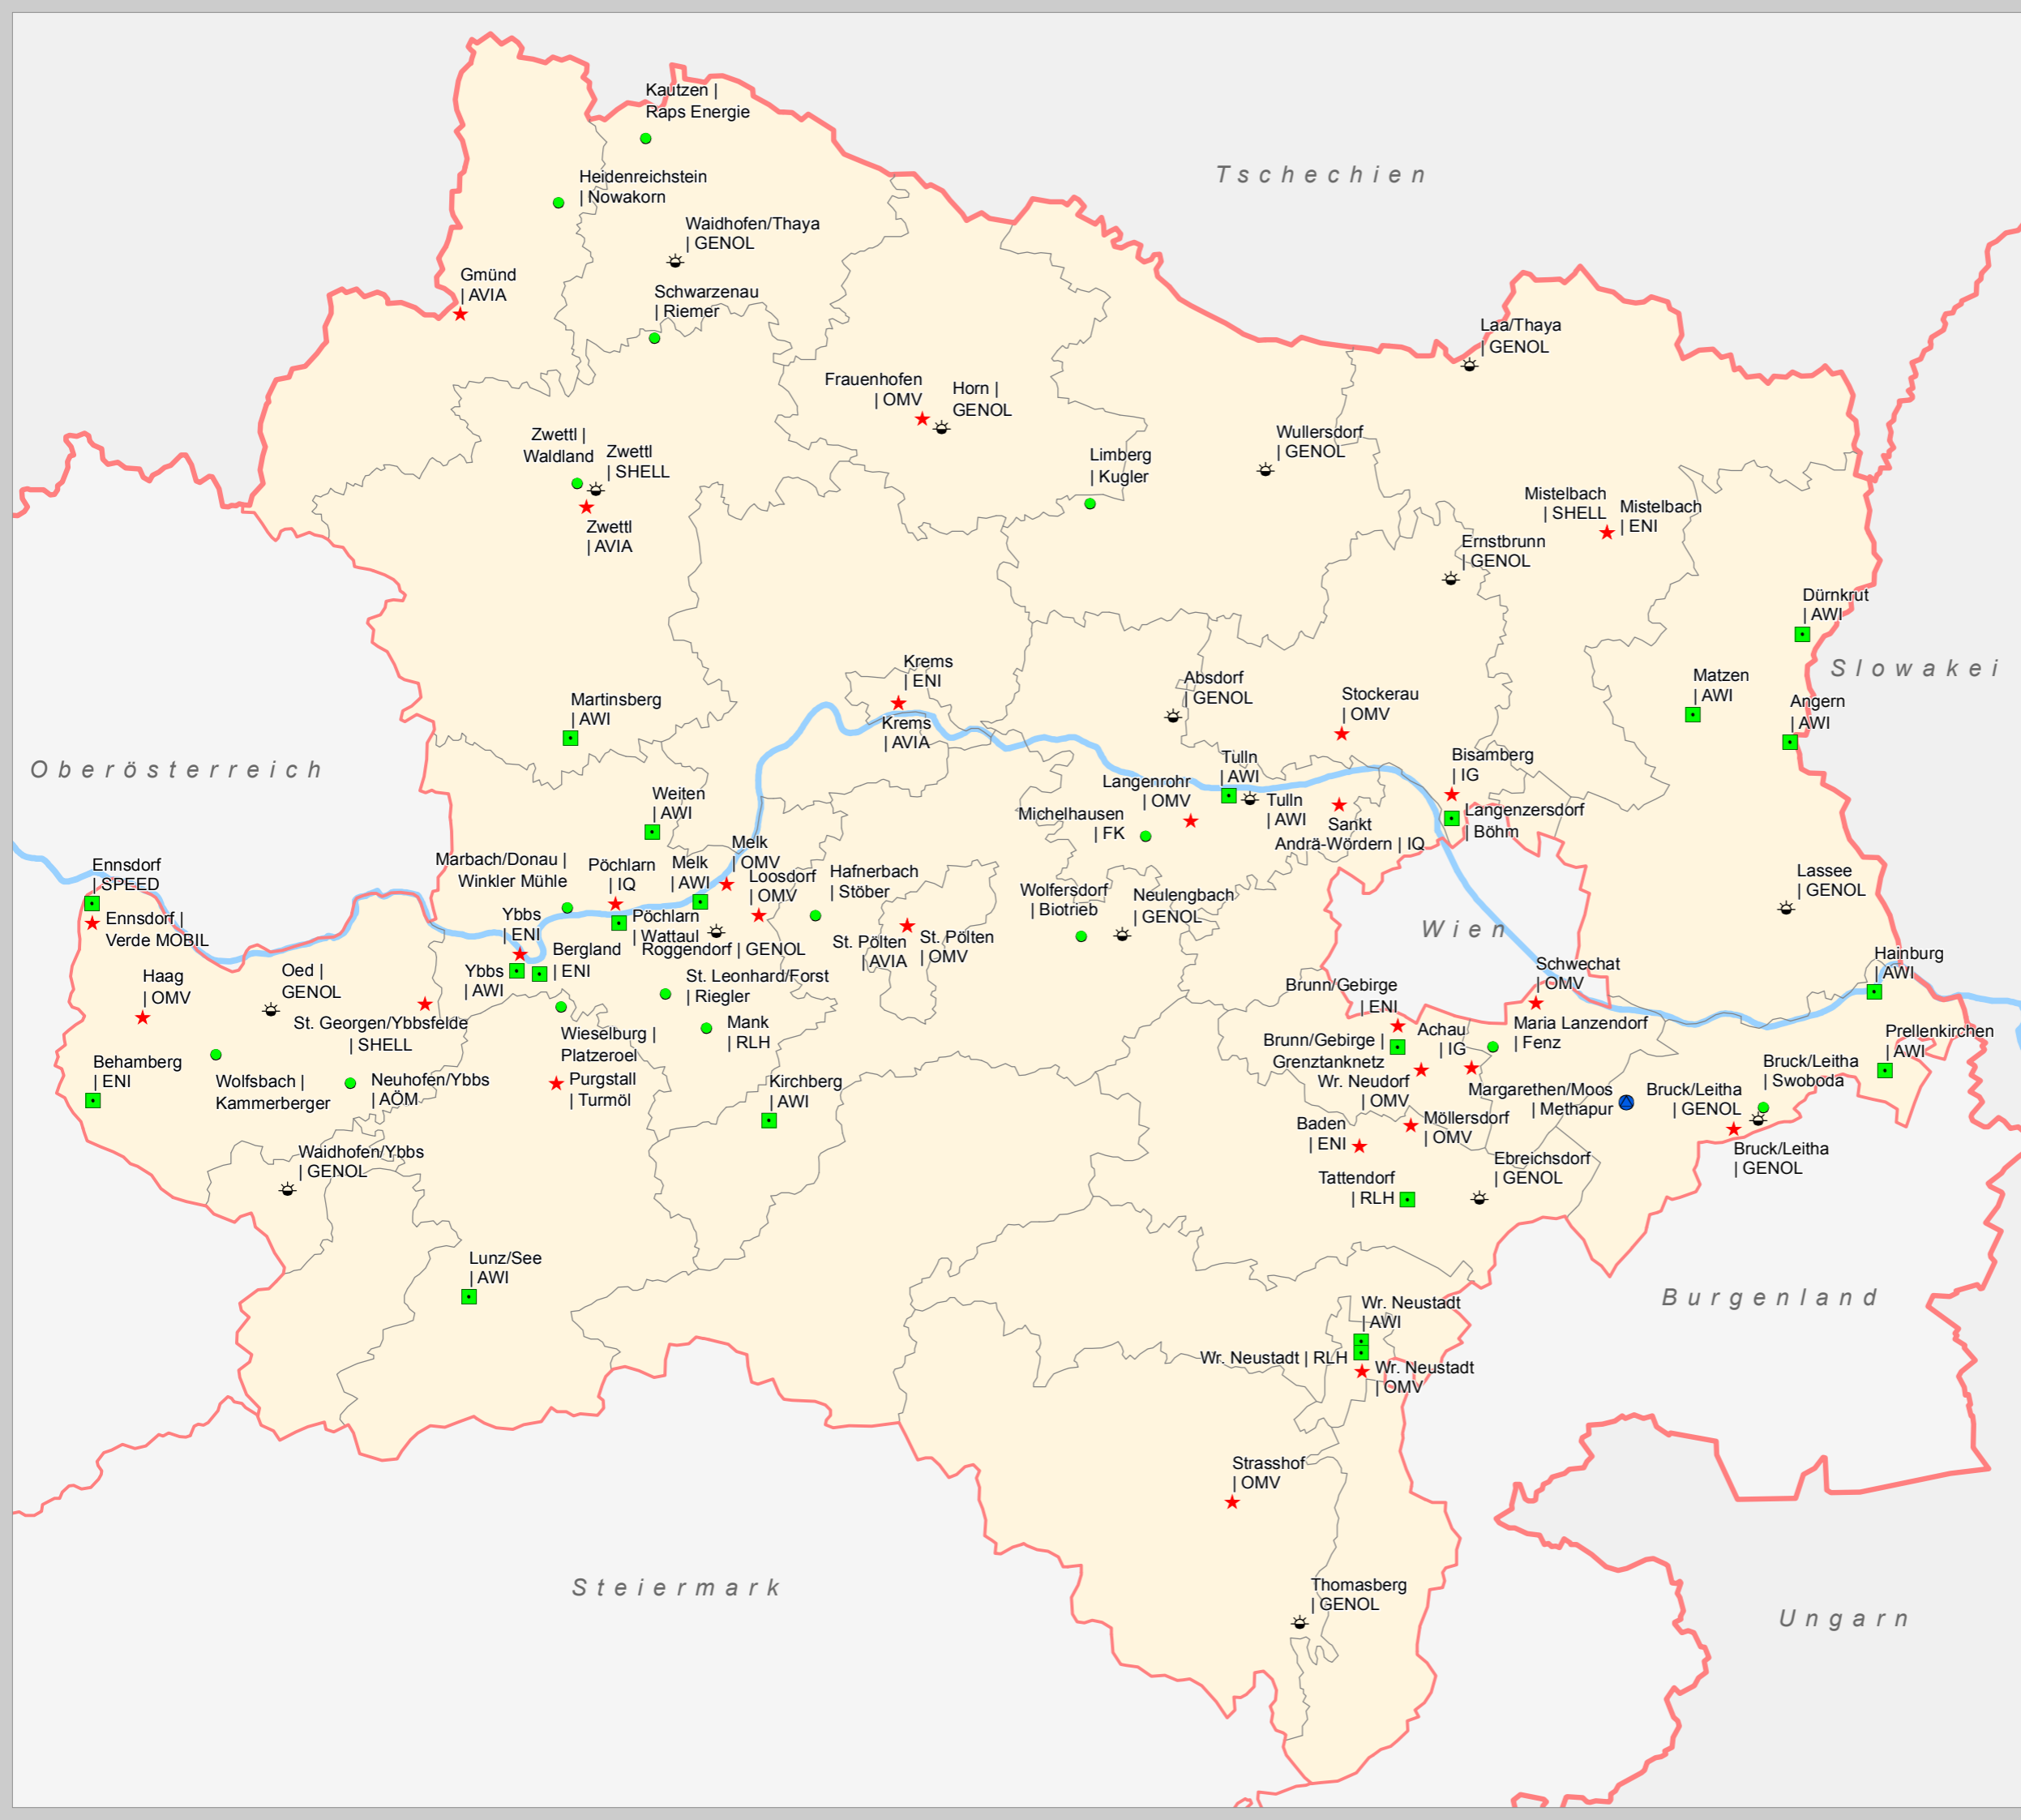 Kautzen |
Raps Energie
Tschechien
Heidenreichstein
| Nowakorn
Waidhofen/Thaya
| GENOL
Gmünd
| AVIA
Schwarzenau
| Riemer
Laa/Thaya
| GENOL
Frauenhofen
| OMV
Horn |
GENOL
Zwettl |
Waldland
Zwettl
| SHELL
Zwettl
| AVIA
Limberg
| Kugler
Wullersdorf
| GENOL
Mistelbach
| SHELL
Mistelbach
| ENI
Ernstbrunn
| GENOL
Dürnkrut
| AWI
Slowakei
Matzen
| AWI
Angern
| AWI
Krems
| ENI
Krems
| AVIA
Absdorf
| GENOL
Stockerau
| OMV
Martinsberg
| AWI
Oberösterreich
Bisamberg
| IG
Tulln
| AWI
Langenrohr
| OMV
Tulln
| AWI
Michelhausen
| FK
Sankt
Andrä-Wördern | IQ
Langenzersdorf
| Böhm
Weiten
| AWI
Melk
| OMV
Marbach/Donau |
Winkler Mühle
Pöchlarn
| IQ
Melk
| AWI
Loosdorf
| OMV
Hafnerbach
| Stöber
Ennsdorf
| SPEED
Ennsdorf |
Verde MOBIL
Ybbs
| ENI
Pöchlarn
| Wattaul
Roggendorf | GENOL
St. Pölten
| AVIA
St. Pölten
| OMV
Wolfersdorf
| Biotrieb
Neulengbach
| GENOL
Wien
Lassee
| GENOL
Hainburg
| AWI
Schwechat
| OMV
Haag
| OMV
Oed |
GENOL
Ybbs
| AWI
Bergland
| ENI
St. Leonhard/Forst
| Riegler
Brunn/Gebirge
| ENI
St. Georgen/Ybbsfelde
| SHELL
Wieselburg |
Platzeroel
Mank
| RLH
Brunn/Gebirge |
Grenztanknetz
Achau
| IG
Maria Lanzendorf
| Fenz
Prellenkirchen
| AWI
Behamberg
| ENI
Wolfsbach |
Kammerberger
Neuhofen/Ybbs
| AÖM
Purgstall
| Turmöl
Kirchberg
| AWI
Wr. Neudorf
| OMV
Margarethen/Moos
| Methapur
Bruck/Leitha
| GENOL
Bruck/Leitha
| Swoboda
Baden
| ENI
Möllersdorf
| OMV
Bruck/Leitha
| GENOL
Waidhofen/Ybbs
| GENOL
Tattendorf
| RLH
Ebreichsdorf
| GENOL
Lunz/See
| AWI
Burgenland
Wr. Neustadt
| AWI
Wr. Neustadt | RLH
Wr. Neustadt
| OMV
Strasshof
| OMV
Steiermark
Thomasberg
| GENOL
Ungarn